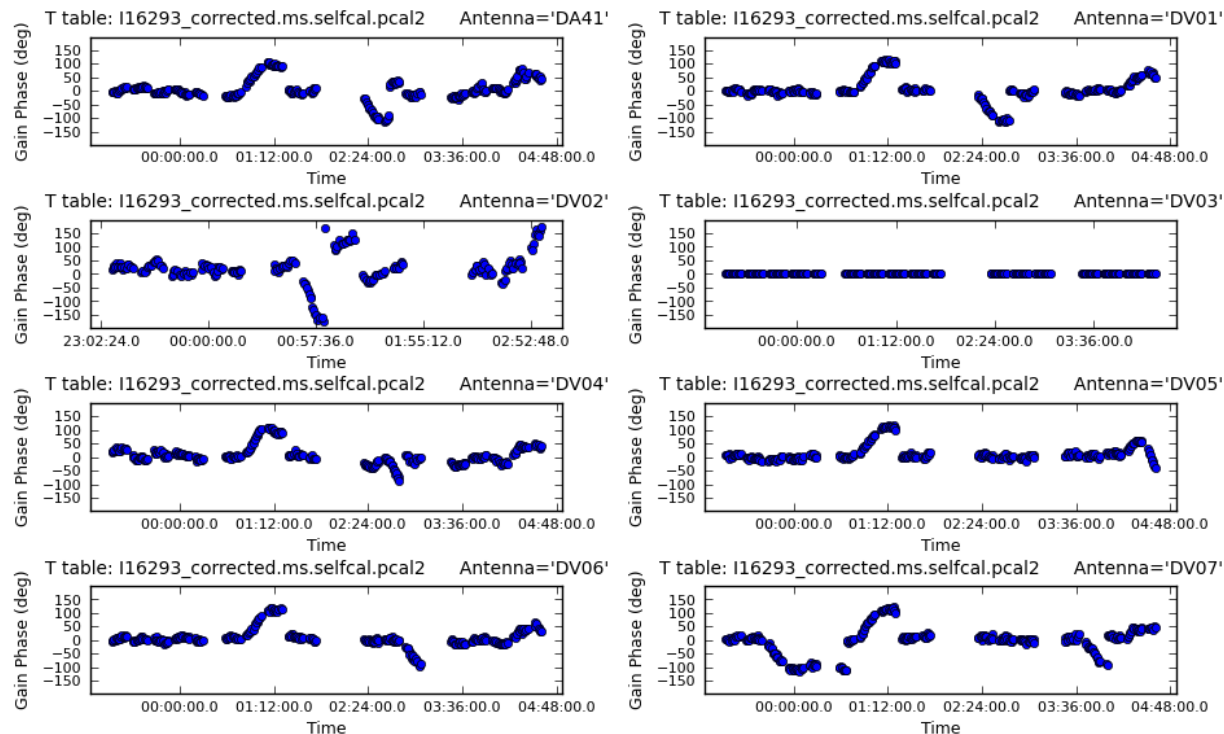 T table: I16293_corrected.ms.selfcal.pcal2 Antenna='DA41'
Gain Phase (deg)
150
100
50
0
−50
−100
−150
00:00:00.0 01:12:00.0 02:24:00.0 03:36:00.0 04:48:00.0
Time
T table: I16293_corrected.ms.selfcal.pcal2 Antenna='DV01'
Gain Phase (deg)
150
100
50
0
−50
−100
−150
00:00:00.0 01:12:00.0 02:24:00.0 03:36:00.0 04:48:00.0
Time
T table: I16293_corrected.ms.selfcal.pcal2 Antenna='DV02'
Gain Phase (deg)
150
100
50
0
−50
−100
−150
23:02:24.0 00:00:00.0 00:57:36.0 01:55:12.0 02:52:48.0
Time
T table: I16293_corrected.ms.selfcal.pcal2 Antenna='DV03'
Gain Phase (deg)
150
100
50
0
−50
−100
−150
00:00:00.0 01:12:00.0 02:24:00.0 03:36:00.0
Time
T table: I16293_corrected.ms.selfcal.pcal2 Antenna='DV04'
Gain Phase (deg)
150
100
50
0
−50
−100
−150
00:00:00.0 01:12:00.0 02:24:00.0 03:36:00.0 04:48:00.0
Time
T table: I16293_corrected.ms.selfcal.pcal2 Antenna='DV05'
Gain Phase (deg)
150
100
50
0
−50
−100
−150
00:00:00.0 01:12:00.0 02:24:00.0 03:36:00.0 04:48:00.0
Time
T table: I16293_corrected.ms.selfcal.pcal2 Antenna='DV06'
Gain Phase (deg)
150
100
50
0
−50
−100
−150
00:00:00.0 01:12:00.0 02:24:00.0 03:36:00.0 04:48:00.0
Time
T table: I16293_corrected.ms.selfcal.pcal2 Antenna='DV07'
Gain Phase (deg)
150
100
50
0
−50
−100
−150
00:00:00.0 01:12:00.0 02:24:00.0 03:36:00.0 04:48:00.0
Time